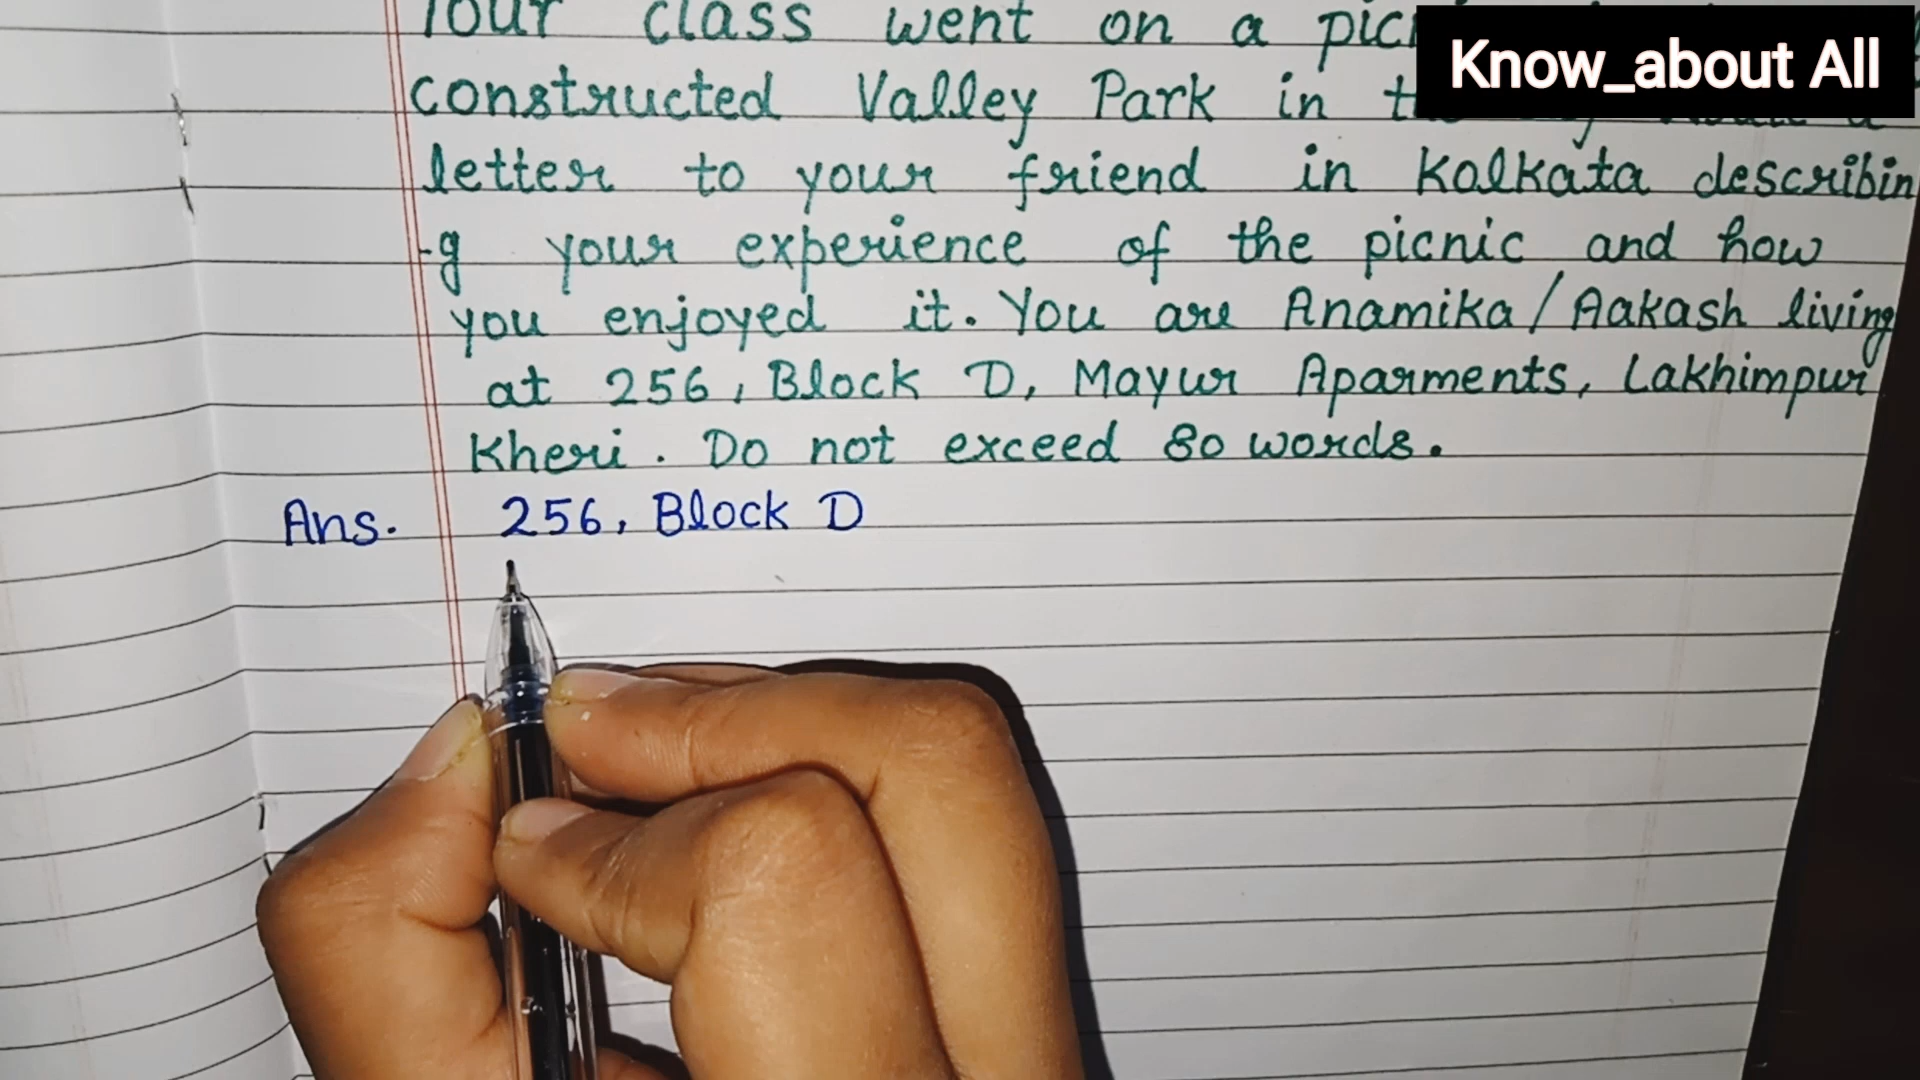 Your class went on a
Know_about All
constructed Valley Park in
letter to your friend in Kolkata describin
-g your experience of the picnic and how
you enjoyed it. You are Anamika/Aakash living
at 256, Block D, Mayur Aparments, Lakhimpur
Kheri. Do not exceed 80 words.
Ans. 256, Block D